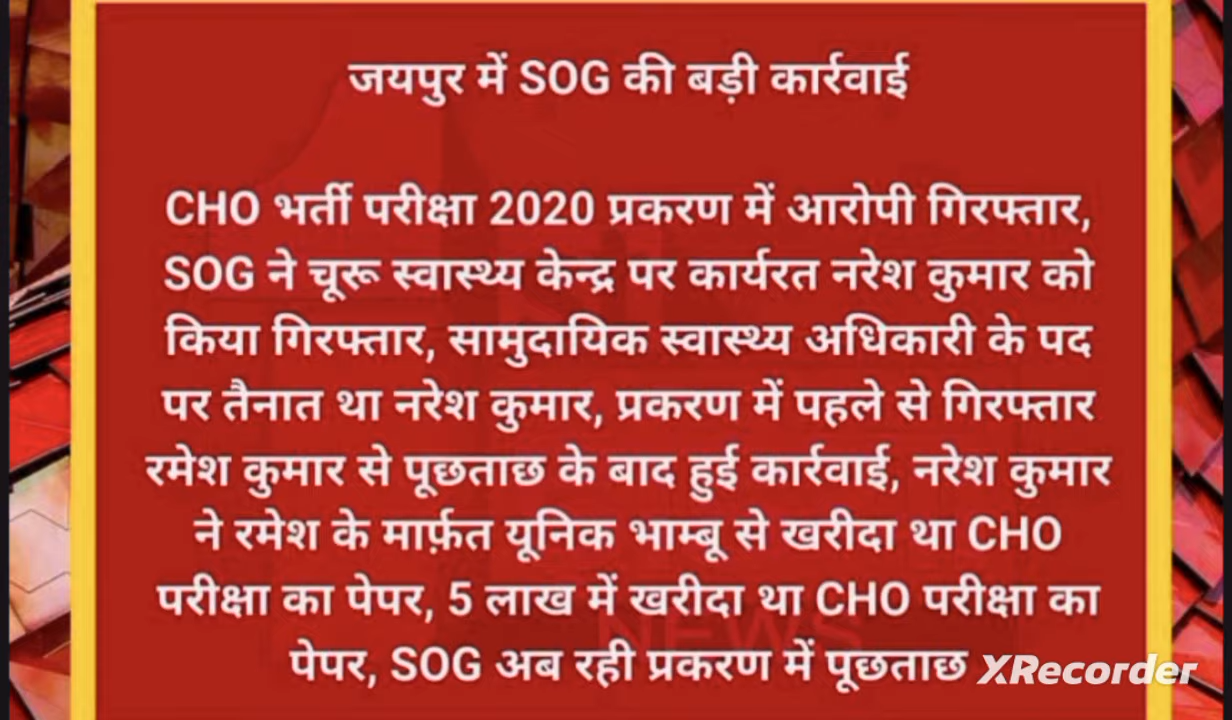 जयपुर में SOG की बड़ी कार्रवाई
CHO भर्ती परीक्षा 2020 प्रकरण में आरोपी गिरफ्तार,
SOG ने चूरू स्वास्थ्य केन्द्र पर कार्यरत नरेश कुमार को
किया गिरफ्तार, सामुदायिक स्वास्थ्य अधिकारी के पद
पर तैनात था नरेश कुमार, प्रकरण में पहले से गिरफ्तार
रमेश कुमार से पूछताछ के बाद हुई कार्रवाई, नरेश कुमार
ने रमेश के मार्फ़त यूनिक भाम्बू से खरीदा था CHO
परीक्षा का पेपर, 5 लाख में खरीदा था CHO परीक्षा का
NEWS
पेपर, SOG अब रही प्रकरण में पूछताछ
XRecorder